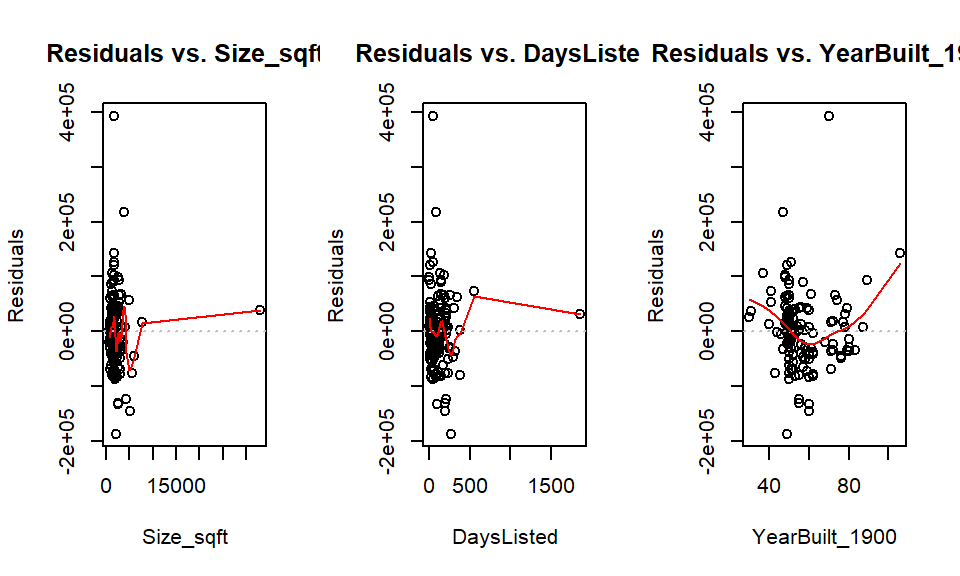 Residuals vs. Size_sqft
Residuals
4e+05
2e+05
0e+00
-2e+05
0 15000
Size_sqft
Residuals vs. DaysListe
Residuals
4e+05
2e+05
0e+00
-2e+05
0 500 1500
DaysListed
Residuals vs. YearBuilt_19
Residuals
4e+05
2e+05
0e+00
-2e+05
40 80
YearBuilt_1900